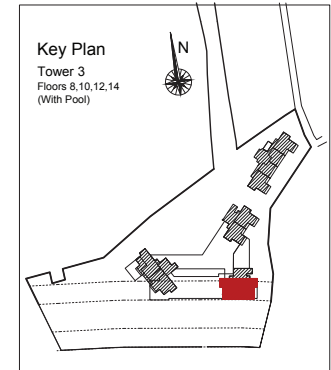 Key Plan
N
Tower 3
Floors 8,10,12,14
(With Pool)